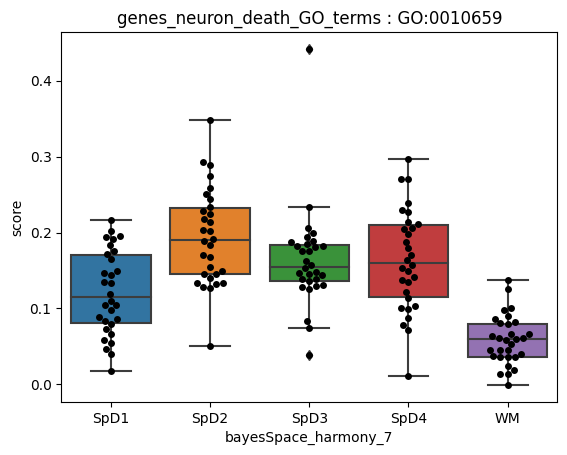 genes_neuron_death_GO_terms : GO:0010659
0.4
0.3
0.2
0.1
0.0
score
SpD1 SpD2 SpD3 SpD4 WM
bayesSpace_harmony_7